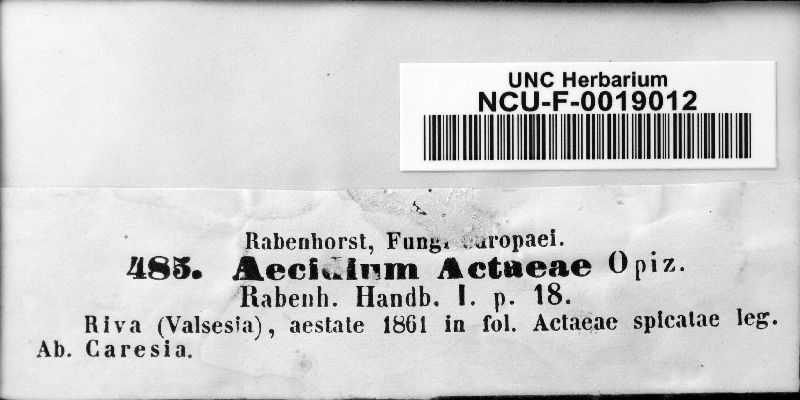 UNC Herbarium
NCU-F-0019012
Rabenhorst, Fungi europaei.
485. Aecidium Actaeae Opiz.
Rabenh. Handb. I. p. 18.
Riva (Valsesia), aestate 1861 in fol. Actaeae spicatae leg.
Ab. Caresia.